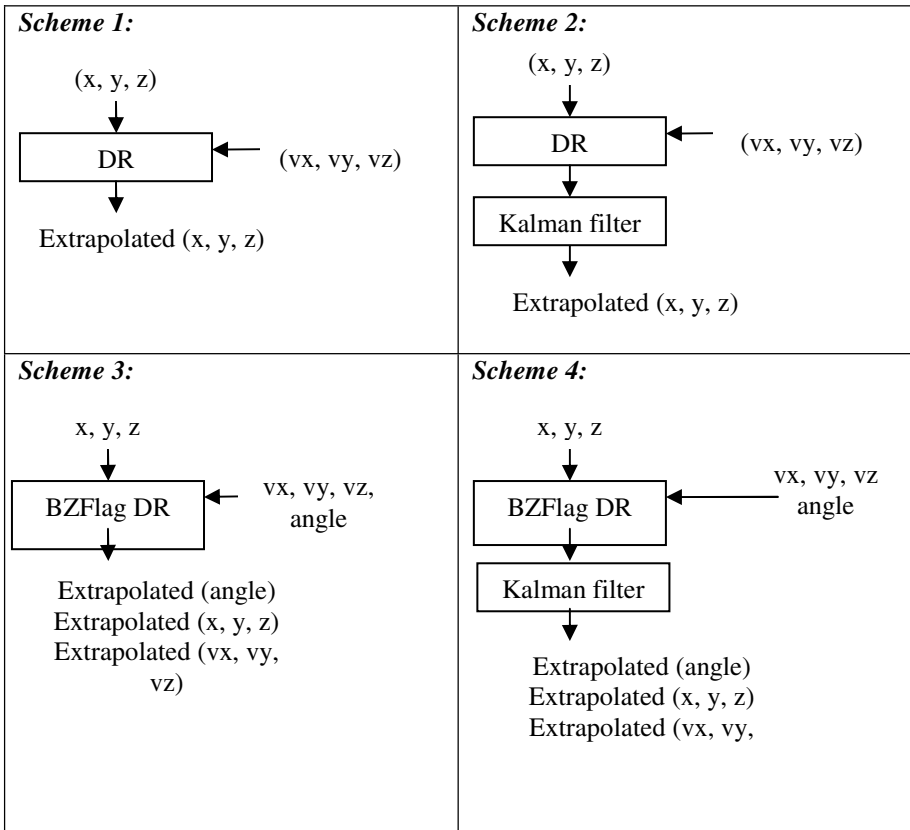 Scheme 1:
(x, y, z)
DR
(vx, vy, vz)
Extrapolated (x, y, z)
Scheme 2:
(x, y, z)
DR
(vx, vy, vz)
Kalman filter
Extrapolated (x, y, z)
Scheme 3:
x, y, z
BZFlag DR
vx, vy, vz,
angle
Extrapolated (angle)
Extrapolated (x, y, z)
Extrapolated (vx, vy,
vz)
Scheme 4:
x, y, z
BZFlag DR
vx, vy, vz
angle
Kalman filter
Extrapolated (angle)
Extrapolated (x, y, z)
Extrapolated (vx, vy,